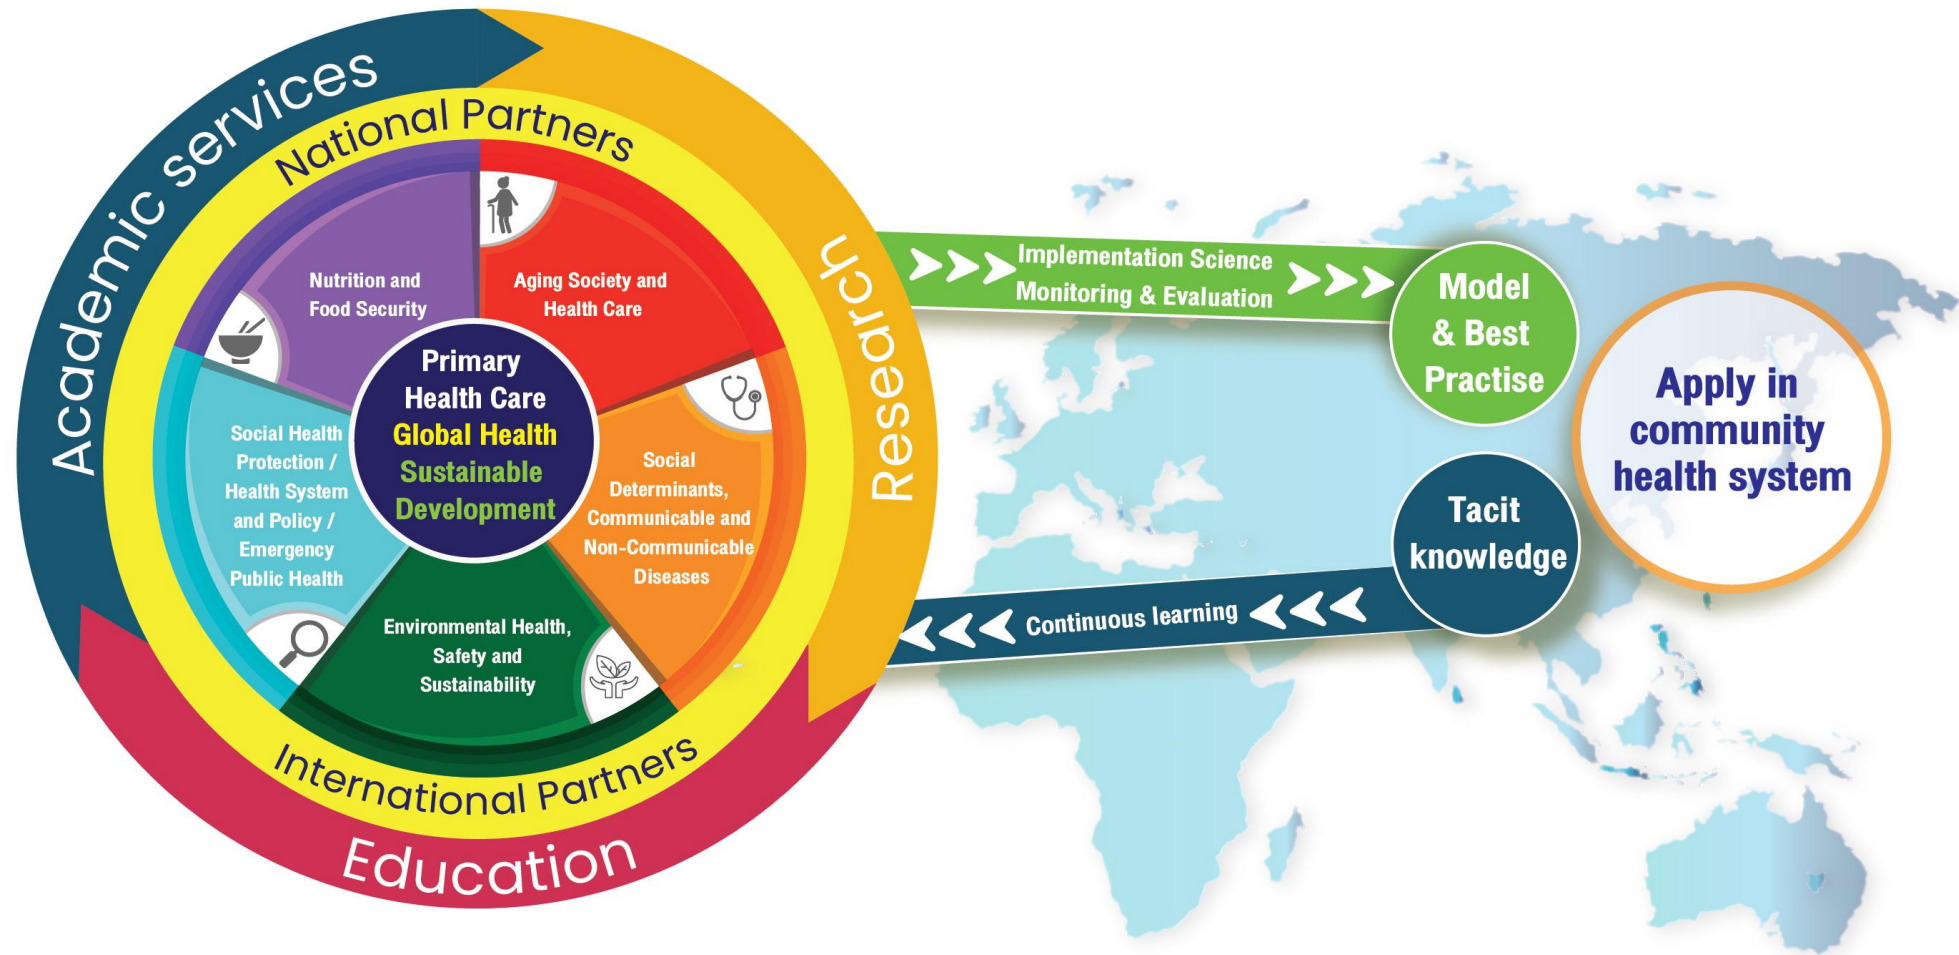 Academic services
National Partners
Nutrition and
Food Security
Aging Society and
Health Care
Primary
Health Care
Global Health
Sustainable
Development
Social Health
Protection /
Health System
and Policy /
Emergency
Public Health
Social
Determinants,
Communicable and
Non-Communicable
Diseases
Environmental Health,
Safety and
Sustainability
International Partners
Education
Research
Implementation Science
Monitoring & Evaluation
Model
& Best
Practise
Apply in
community
health system
Tacit
knowledge
Continuous learning